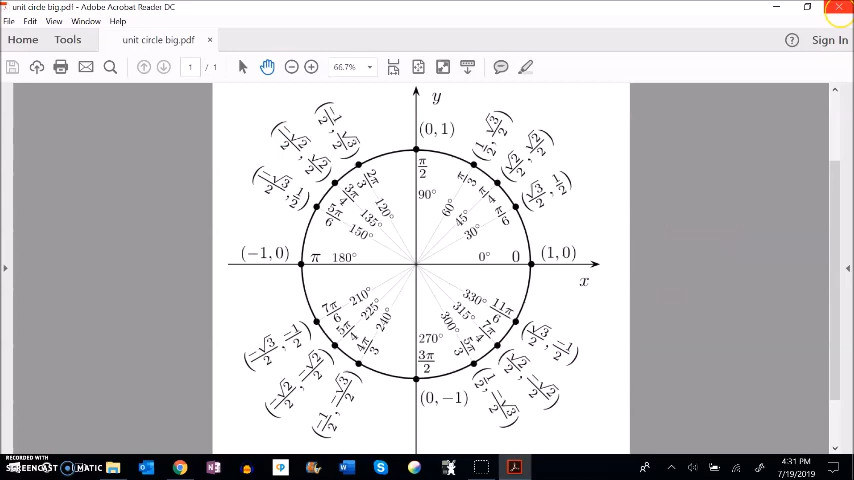 unit circle big.pdf - Adobe Acrobat Reader DC
File Edit View Window Help
Home Tools unit circle big.pdf × Sign In
1 / 1 66.7%
y
(0, 1)
(-1/2, √3/2)
(1/2, √3/2)
(-√2/2, √2/2)
(√2/2, √2/2)
(-√3/2, 1/2)
(√3/2, 1/2)
π/2
90°
2π/3 120°
60° π/3
3π/4 135°
45° π/4
5π/6 150°
30° π/6
(−1, 0) π 180° 0° 0 (1, 0)
x
7π/6 210°
330° 11π/6
5π/4 225°
315° 7π/4
4π/3 240°
300° 5π/3
270°
3π/2
(-√3/2, -1/2)
(√3/2, -1/2)
(-√2/2, -√2/2)
(√2/2, -√2/2)
(-1/2, -√3/2)
(1/2, -√3/2)
(0, −1)
RECORDED WITH
SCREENCAST MATIC
4:31 PM
7/19/2019